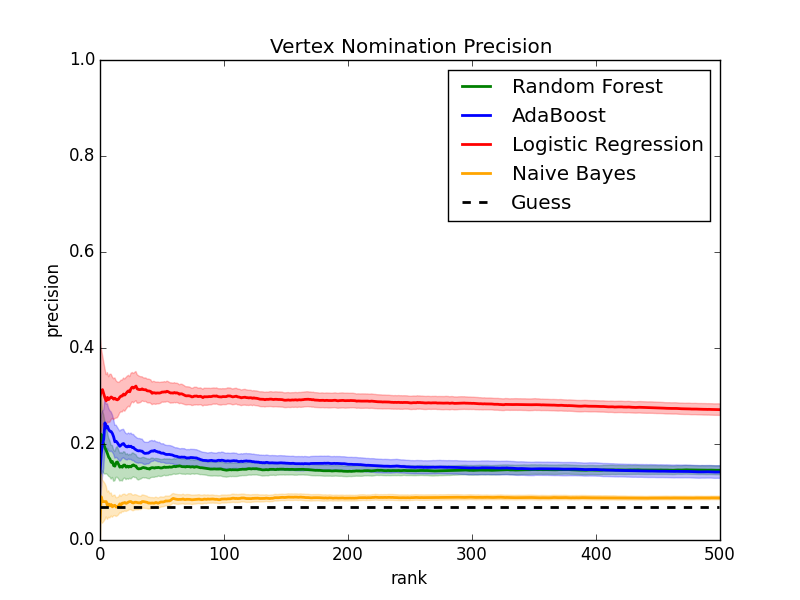 Vertex Nomination Precision
1.0
0.8
0.6
0.4
0.2
0.0
precision
Random Forest
AdaBoost
Logistic Regression
Naive Bayes
Guess
0 100 200 300 400 500
rank